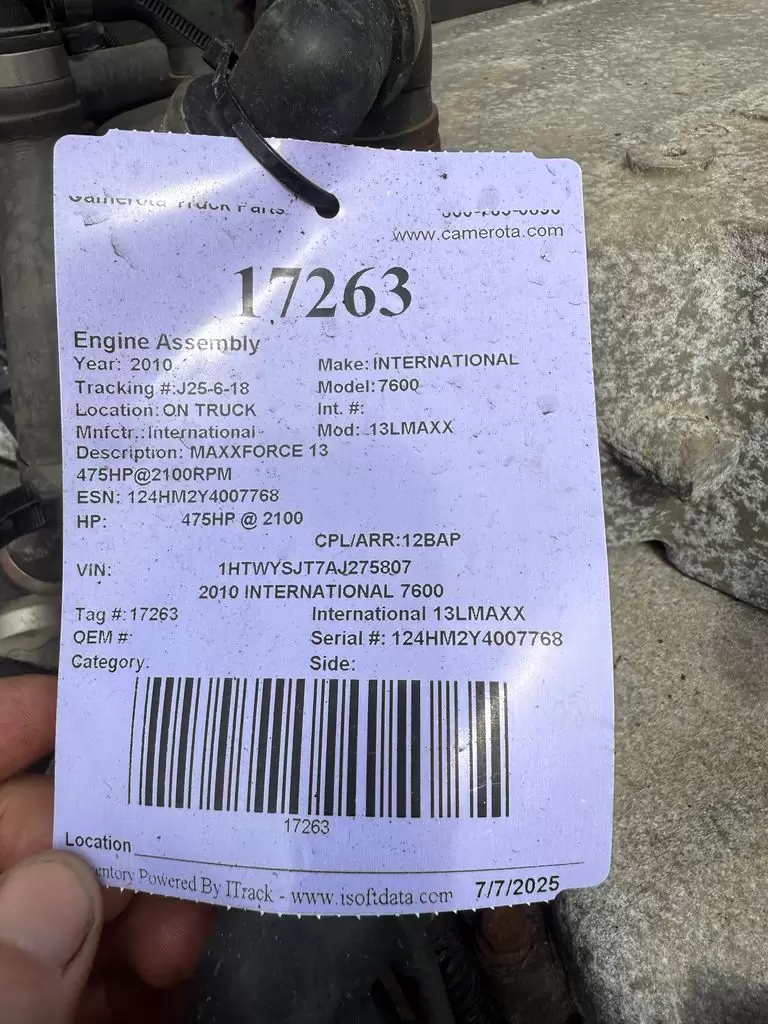 Camerota Truck Parts
www.camerota.com
17263
Engine Assembly
Year: 2010 Make: INTERNATIONAL
Tracking #:J25-6-18 Model: 7600
Location: ON TRUCK Int. #:
Mnfctr.: International Mod: 13LMAXX
Description: MAXXFORCE 13
475HP@2100RPM
ESN: 124HM2Y4007768
HP: 475HP @ 2100
CPL/ARR:12BAP
VIN: 1HTWYSJT7AJ275807
2010 INTERNATIONAL 7600
Tag #: 17263 International 13LMAXX
OEM #: Serial #: 124HM2Y4007768
Category: Side:
17263
Location
entory Powered By ITrack - www.isoftdata.com 7/7/2025